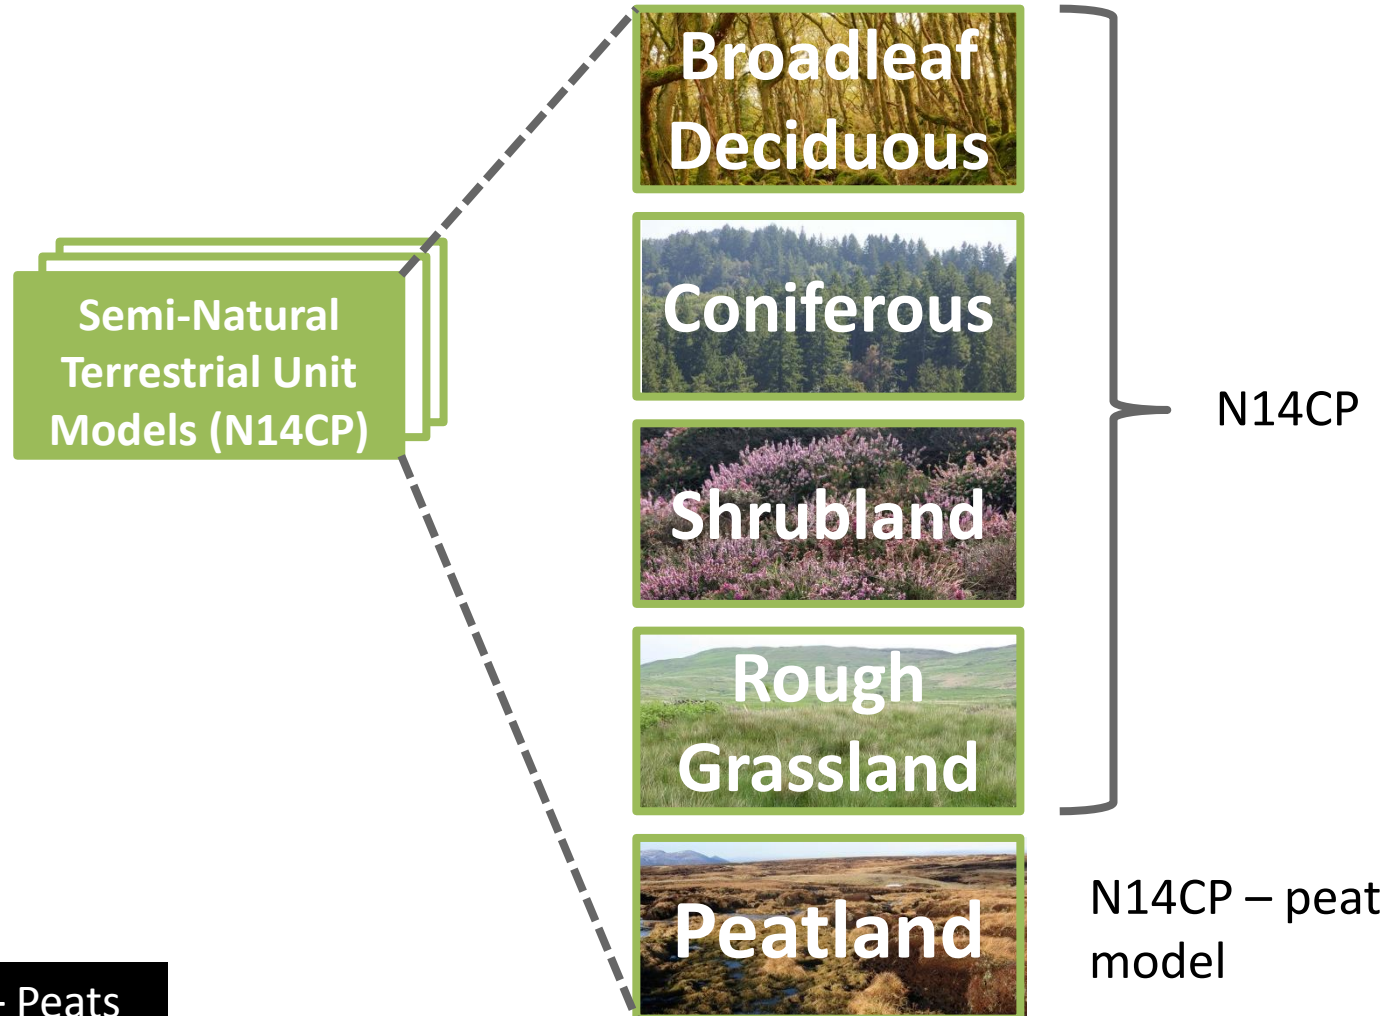 Semi-Natural
Terrestrial Unit
Models (N14CP)
Broadleaf
Deciduous
Coniferous
Shrubland
Rough
Grassland
Peatland
N14CP
N14CP – peat
model
Peats